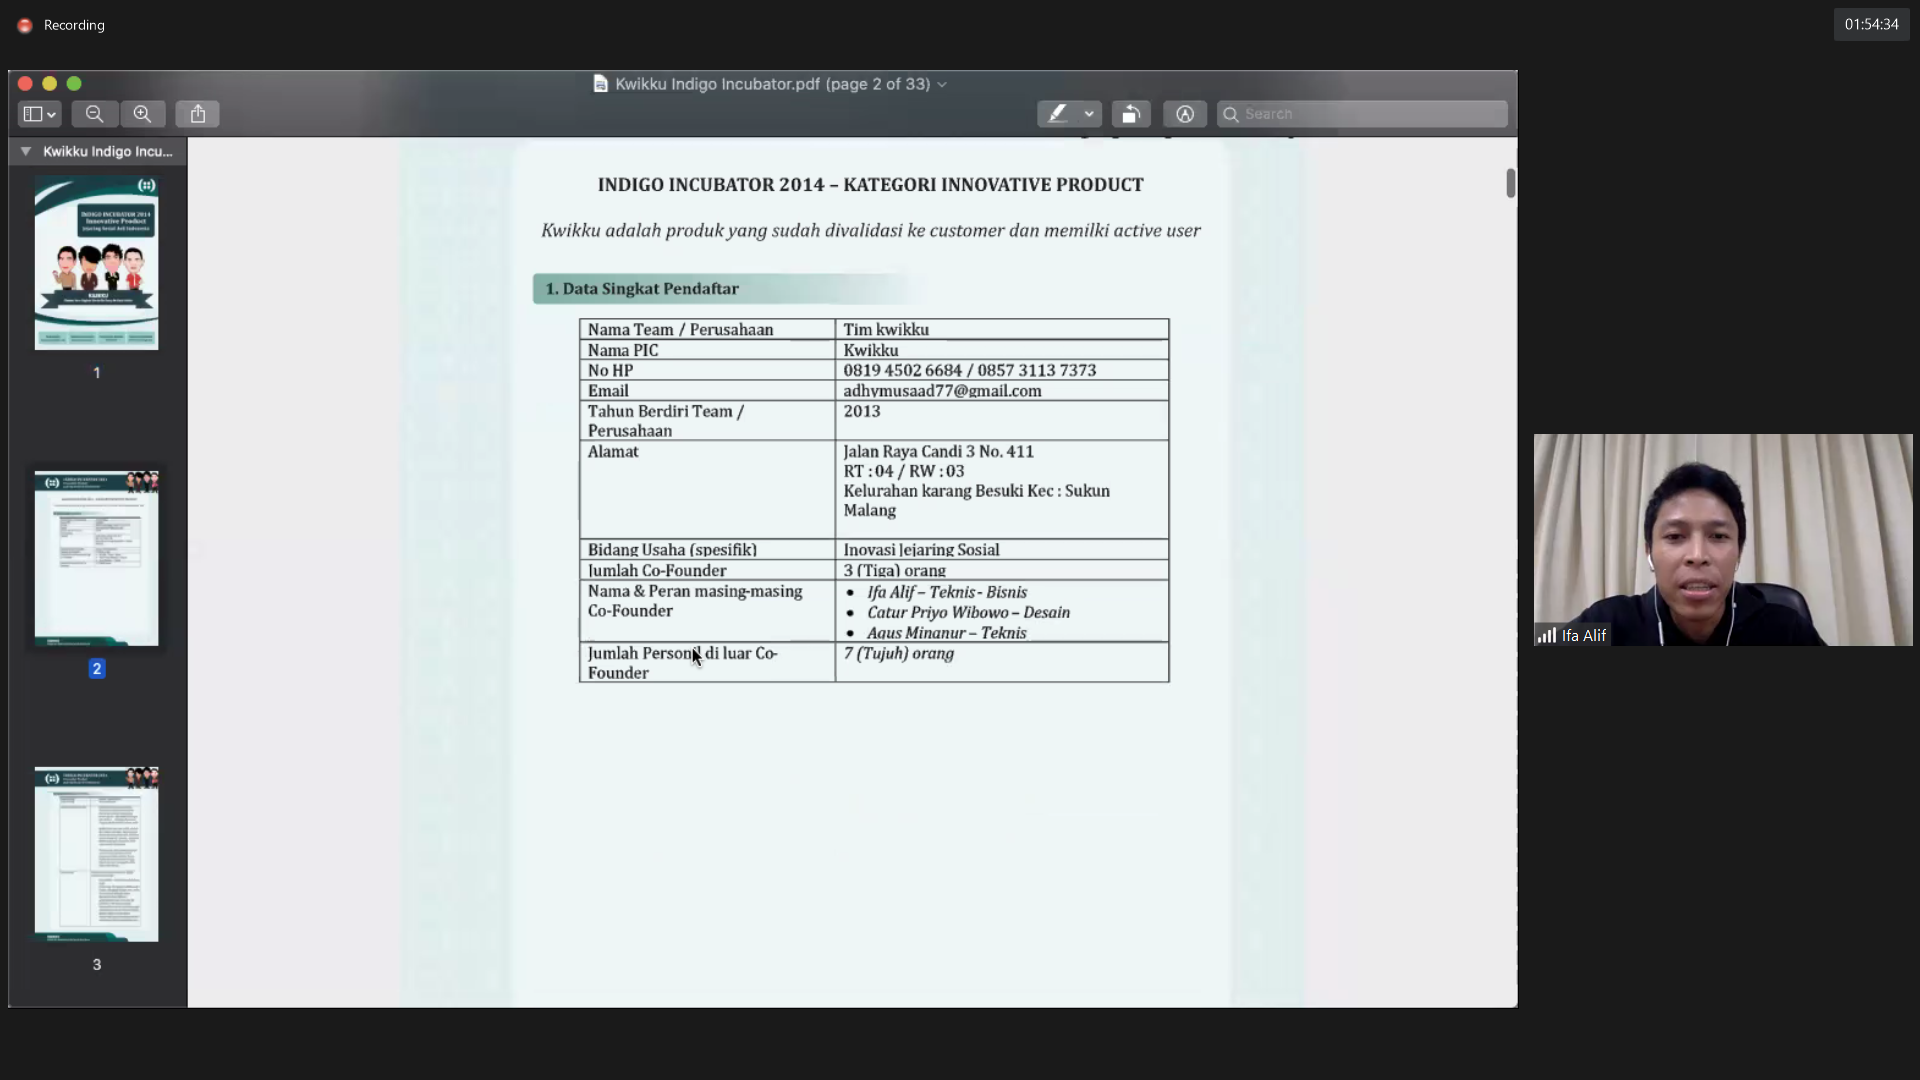 Recording
01:54:34
Kwikku Indigo Incubator.pdf (page 2 of 33)
Search
Kwikku Indigo Incu...
INDIGO INCUBATOR 2014
Innovative Product
1
2
3
INDIGO INCUBATOR 2014 – KATEGORI INNOVATIVE PRODUCT
Kwikku adalah produk yang sudah divalidasi ke customer dan memilki active user
1. Data Singkat Pendaftar
Nama Team / Perusahaan Tim kwikku
Nama PIC Kwikku
No HP 0819 4502 6684 / 0857 3113 7373
Email adhymusaad77@gmail.com
Tahun Berdiri Team / 2013
Perusahaan
Alamat Jalan Raya Candi 3 No. 411
RT : 04 / RW : 03
Kelurahan karang Besuki Kec : Sukun
Malang
Bidang Usaha (spesifik) Inovasi Jejaring Sosial
Jumlah Co-Founder 3 (Tiga) orang
Nama & Peran masing-masing • Ifa Alif – Teknis - Bisnis
Co-Founder • Catur Priyo Wibowo – Desain
• Agus Minanur – Teknis
Jumlah Personil di luar Co- 7 (Tujuh) orang
Founder
Ifa Alif